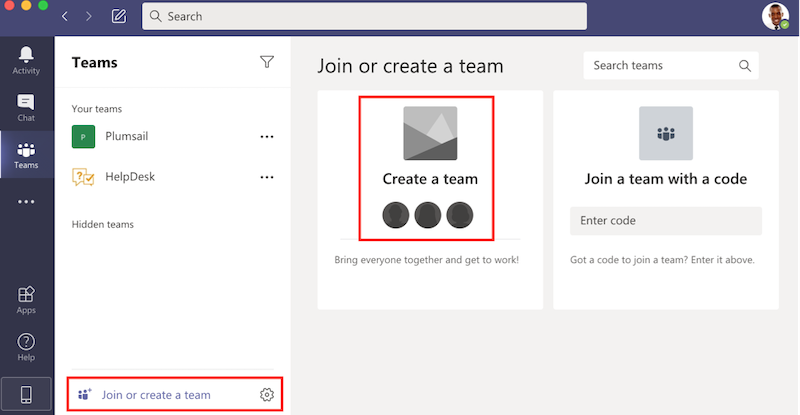 Search
Activity
Chat
Teams
Apps
Help
Teams
Your teams
P
Plumsail
HelpDesk
Hidden teams
Join or create a team
Join or create a team
Search teams
Create a team
Bring everyone together and get to work!
Join a team with a code
Enter code
Got a code to join a team? Enter it above.